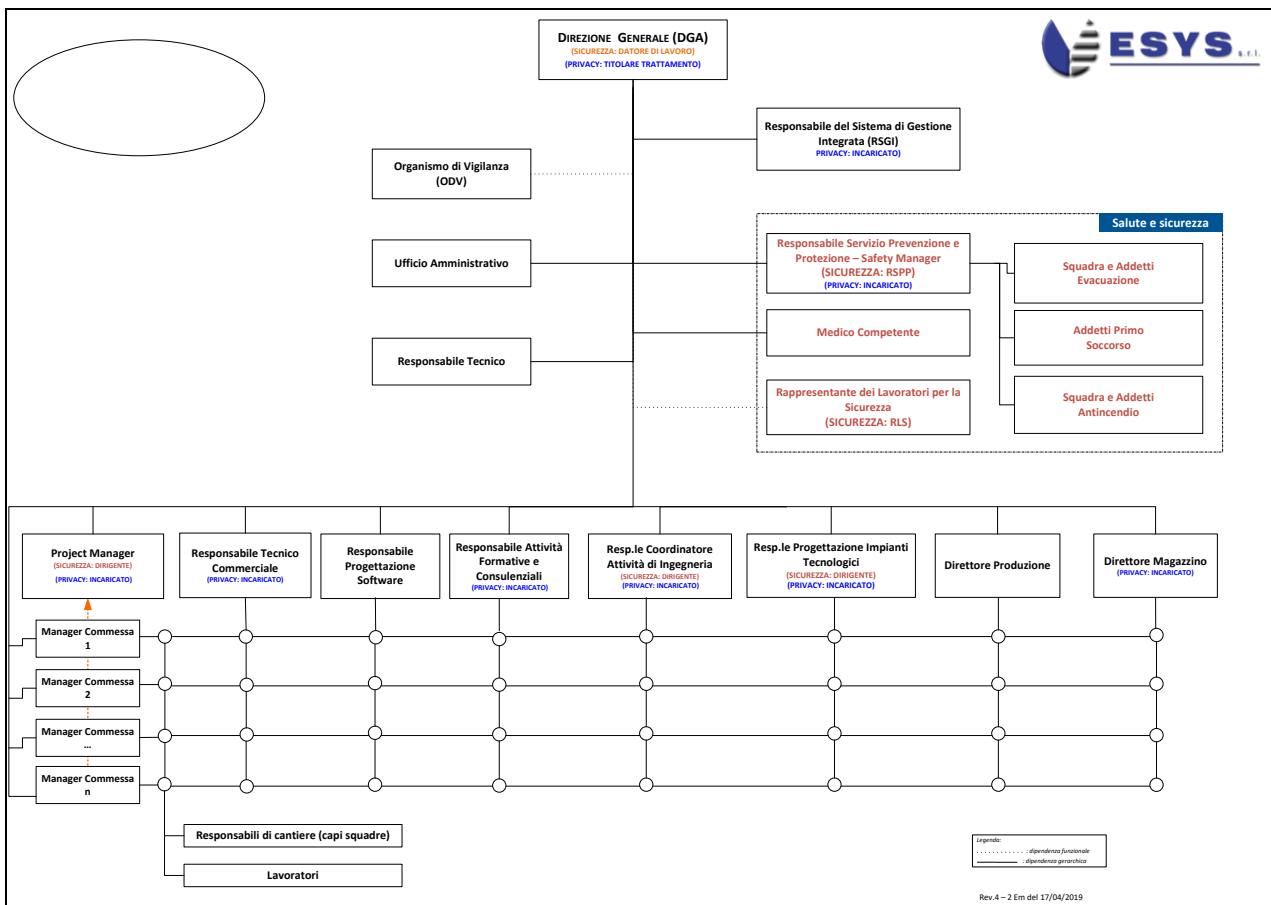 DIREZIONE GENERALE (DGA)
(SICUREZZA: DATORE DI LAVORO)
(PRIVACY: TITOLARE TRATTAMENTO)
ESYS s.r.l.
Responsabile del Sistema di Gestione
Integrata (RSGI)
PRIVACY: INCARICATO)
Organismo di Vigilanza
(ODV)
Salute e sicurezza
Ufficio Amministrativo
Responsabile Servizio Prevenzione e
Protezione – Safety Manager
(SICUREZZA: RSPP)
(PRIVACY: INCARICATO)
Squadra e Addetti
Evacuazione
Medico Competente
Addetti Primo
Soccorso
Responsabile Tecnico
Rappresentante dei Lavoratori per la
Sicurezza
(SICUREZZA: RLS)
Squadra e Addetti
Antincendio
Project Manager
(SICUREZZA: DIRIGENTE)
(PRIVACY: INCARICATO)
Responsabile Tecnico
Commerciale
(PRIVACY: INCARICATO)
Responsabile
Progettazione
Software
Responsabile Attività
Formative e
Consulenziali
(PRIVACY: INCARICATO)
Resp.le Coordinatore
Attività di Ingegneria
(SICUREZZA: DIRIGENTE)
(PRIVACY: INCARICATO)
Resp.le Progettazione Impianti
Tecnologici
(SICUREZZA: DIRIGENTE)
(PRIVACY: INCARICATO)
Direttore Produzione
Direttore Magazzino
(PRIVACY: INCARICATO)
Manager Commessa
1
Manager Commessa
2
Manager Commessa
...
Manager Commessa
n
Responsabili di cantiere (capi squadre)
Lavoratori
Legenda:
. . . . . . . . . . . . : dipendenza funzionale
: dipendenza gerarchica
Rev.4 – 2 Em del 17/04/2019